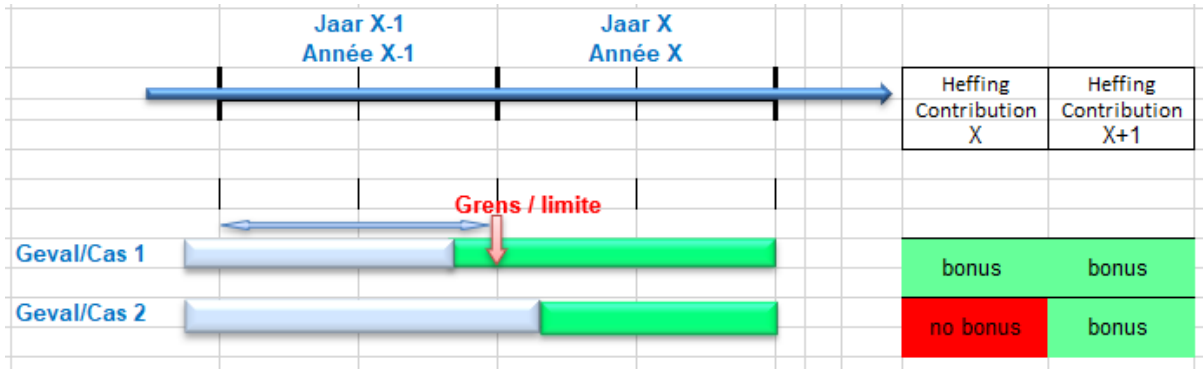 Jaar X-1
Année X-1
Jaar X
Année X
Heffing
Contribution
X
Heffing
Contribution
X+1
Grens / limite
Geval/Cas 1
bonus
bonus
Geval/Cas 2
no bonus
bonus